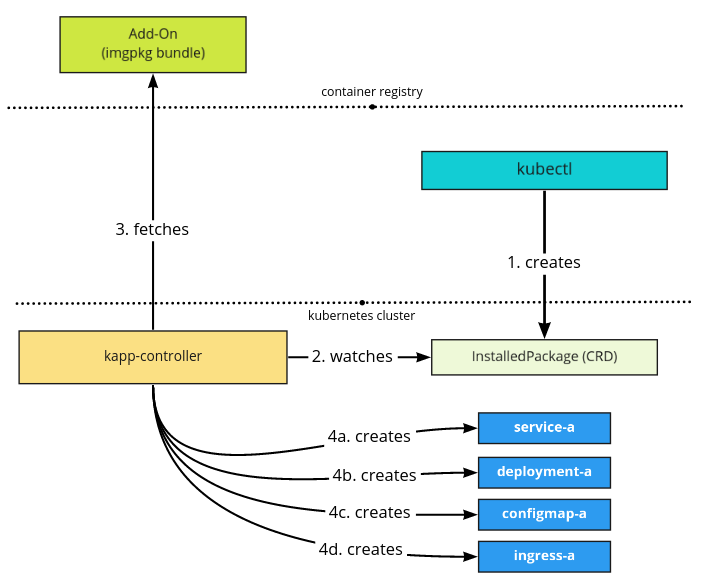 Add-On
(imgpkg bundle)
container registry
kubectl
3. fetches
1. creates
kubernetes cluster
kapp-controller
2. watches
InstalledPackage (CRD)
4a. creates
service-a
4b. creates
deployment-a
4c. creates
configmap-a
4d. creates
ingress-a